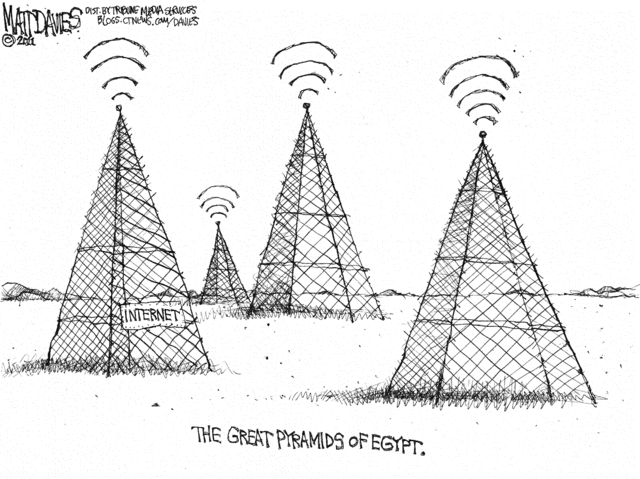 MATT DAVIES
© 2011
DIST. BY TRIBUNE MEDIA SERVICES
BLOGS.CTNEWS.COM/DAVIES
INTERNET
THE GREAT PYRAMIDS OF EGYPT.